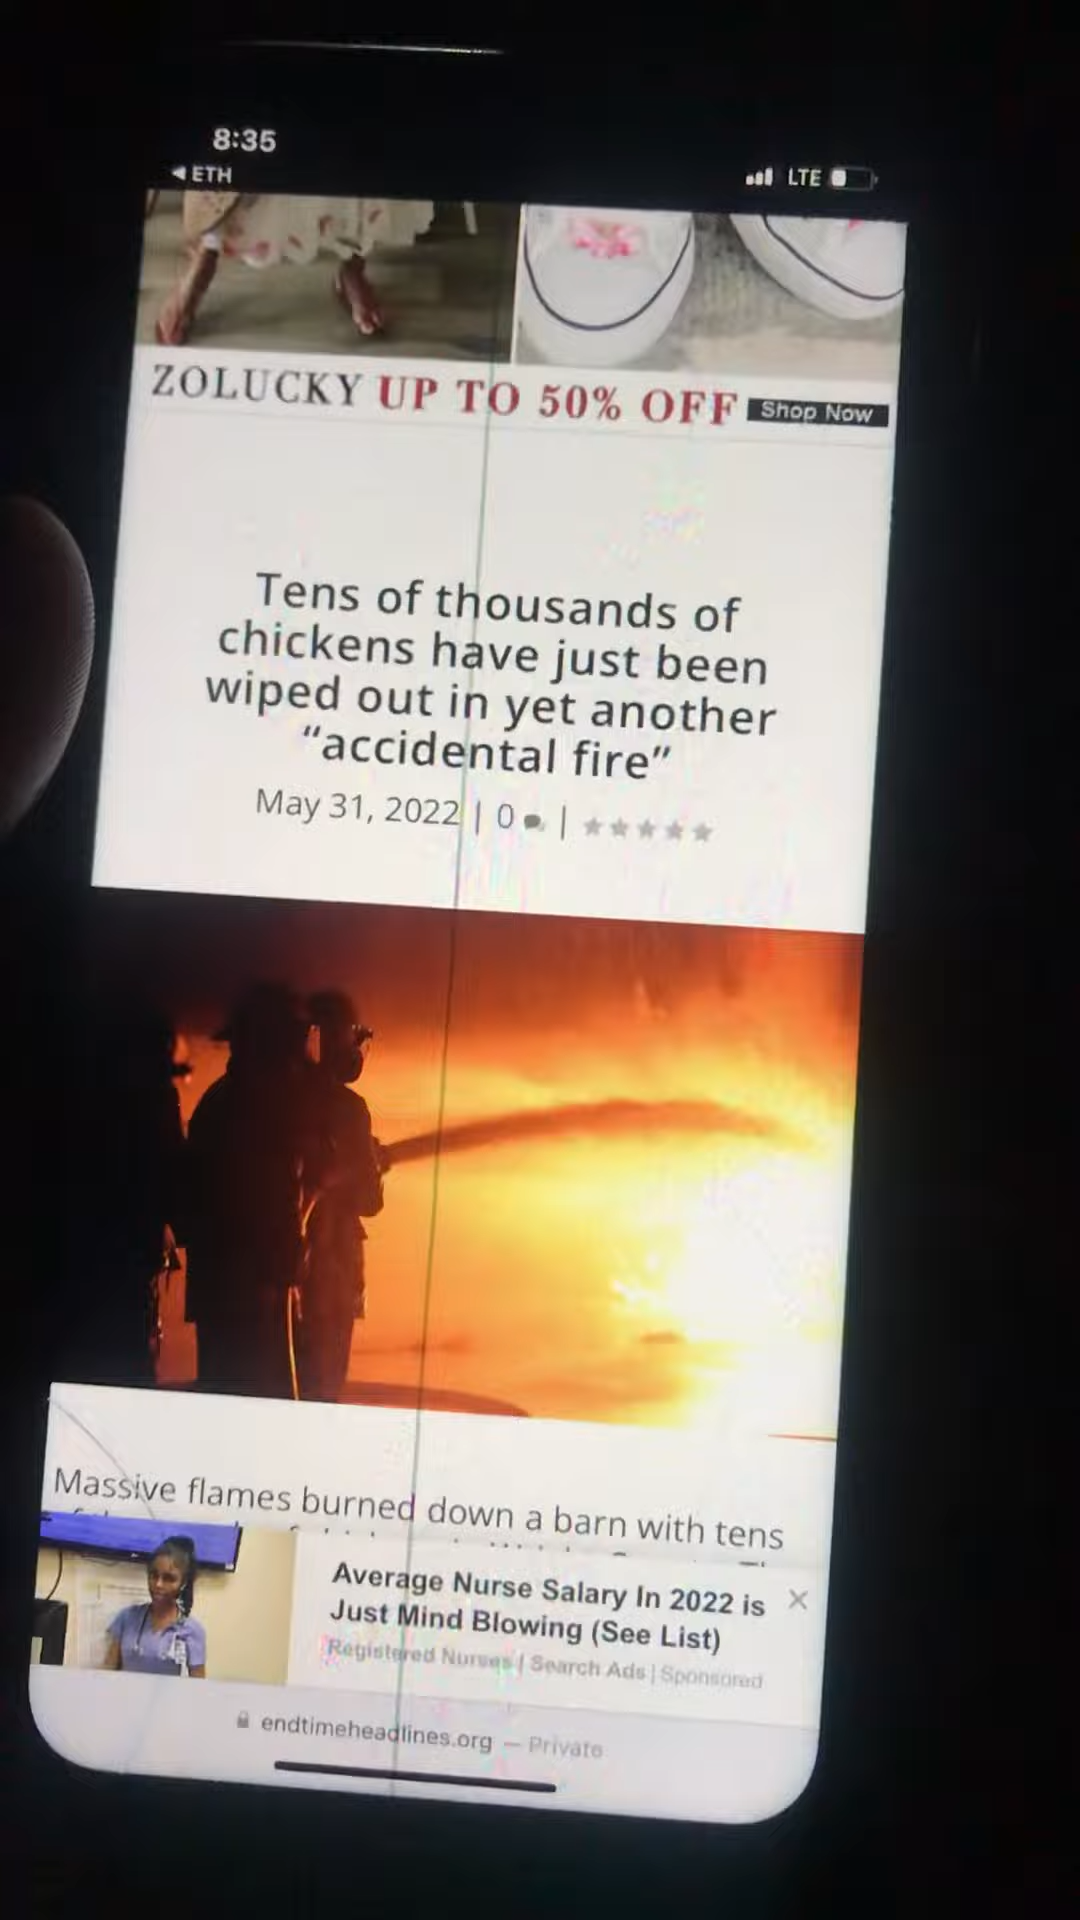 8:35
◀ ETH
LTE
ZOLUCKY UP TO 50% OFF Shop Now
Tens of thousands of
chickens have just been
wiped out in yet another
“accidental fire”
May 31, 2022 | 0 |
Massive flames burned down a barn with tens
Average Nurse Salary In 2022 is
Just Mind Blowing (See List)
Registered Nurses | Search Ads | Sponsored
endtimeheadlines.org — Private